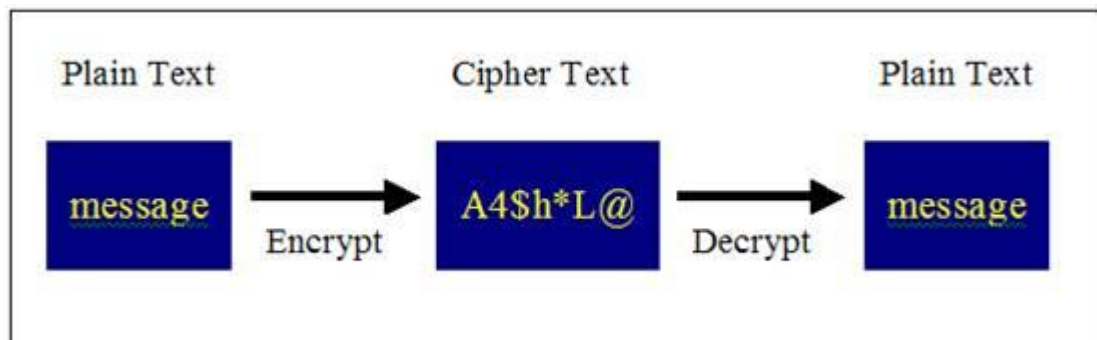 Plain Text
Cipher Text
Plain Text
message
A4$h*L@
message
Encrypt
Decrypt